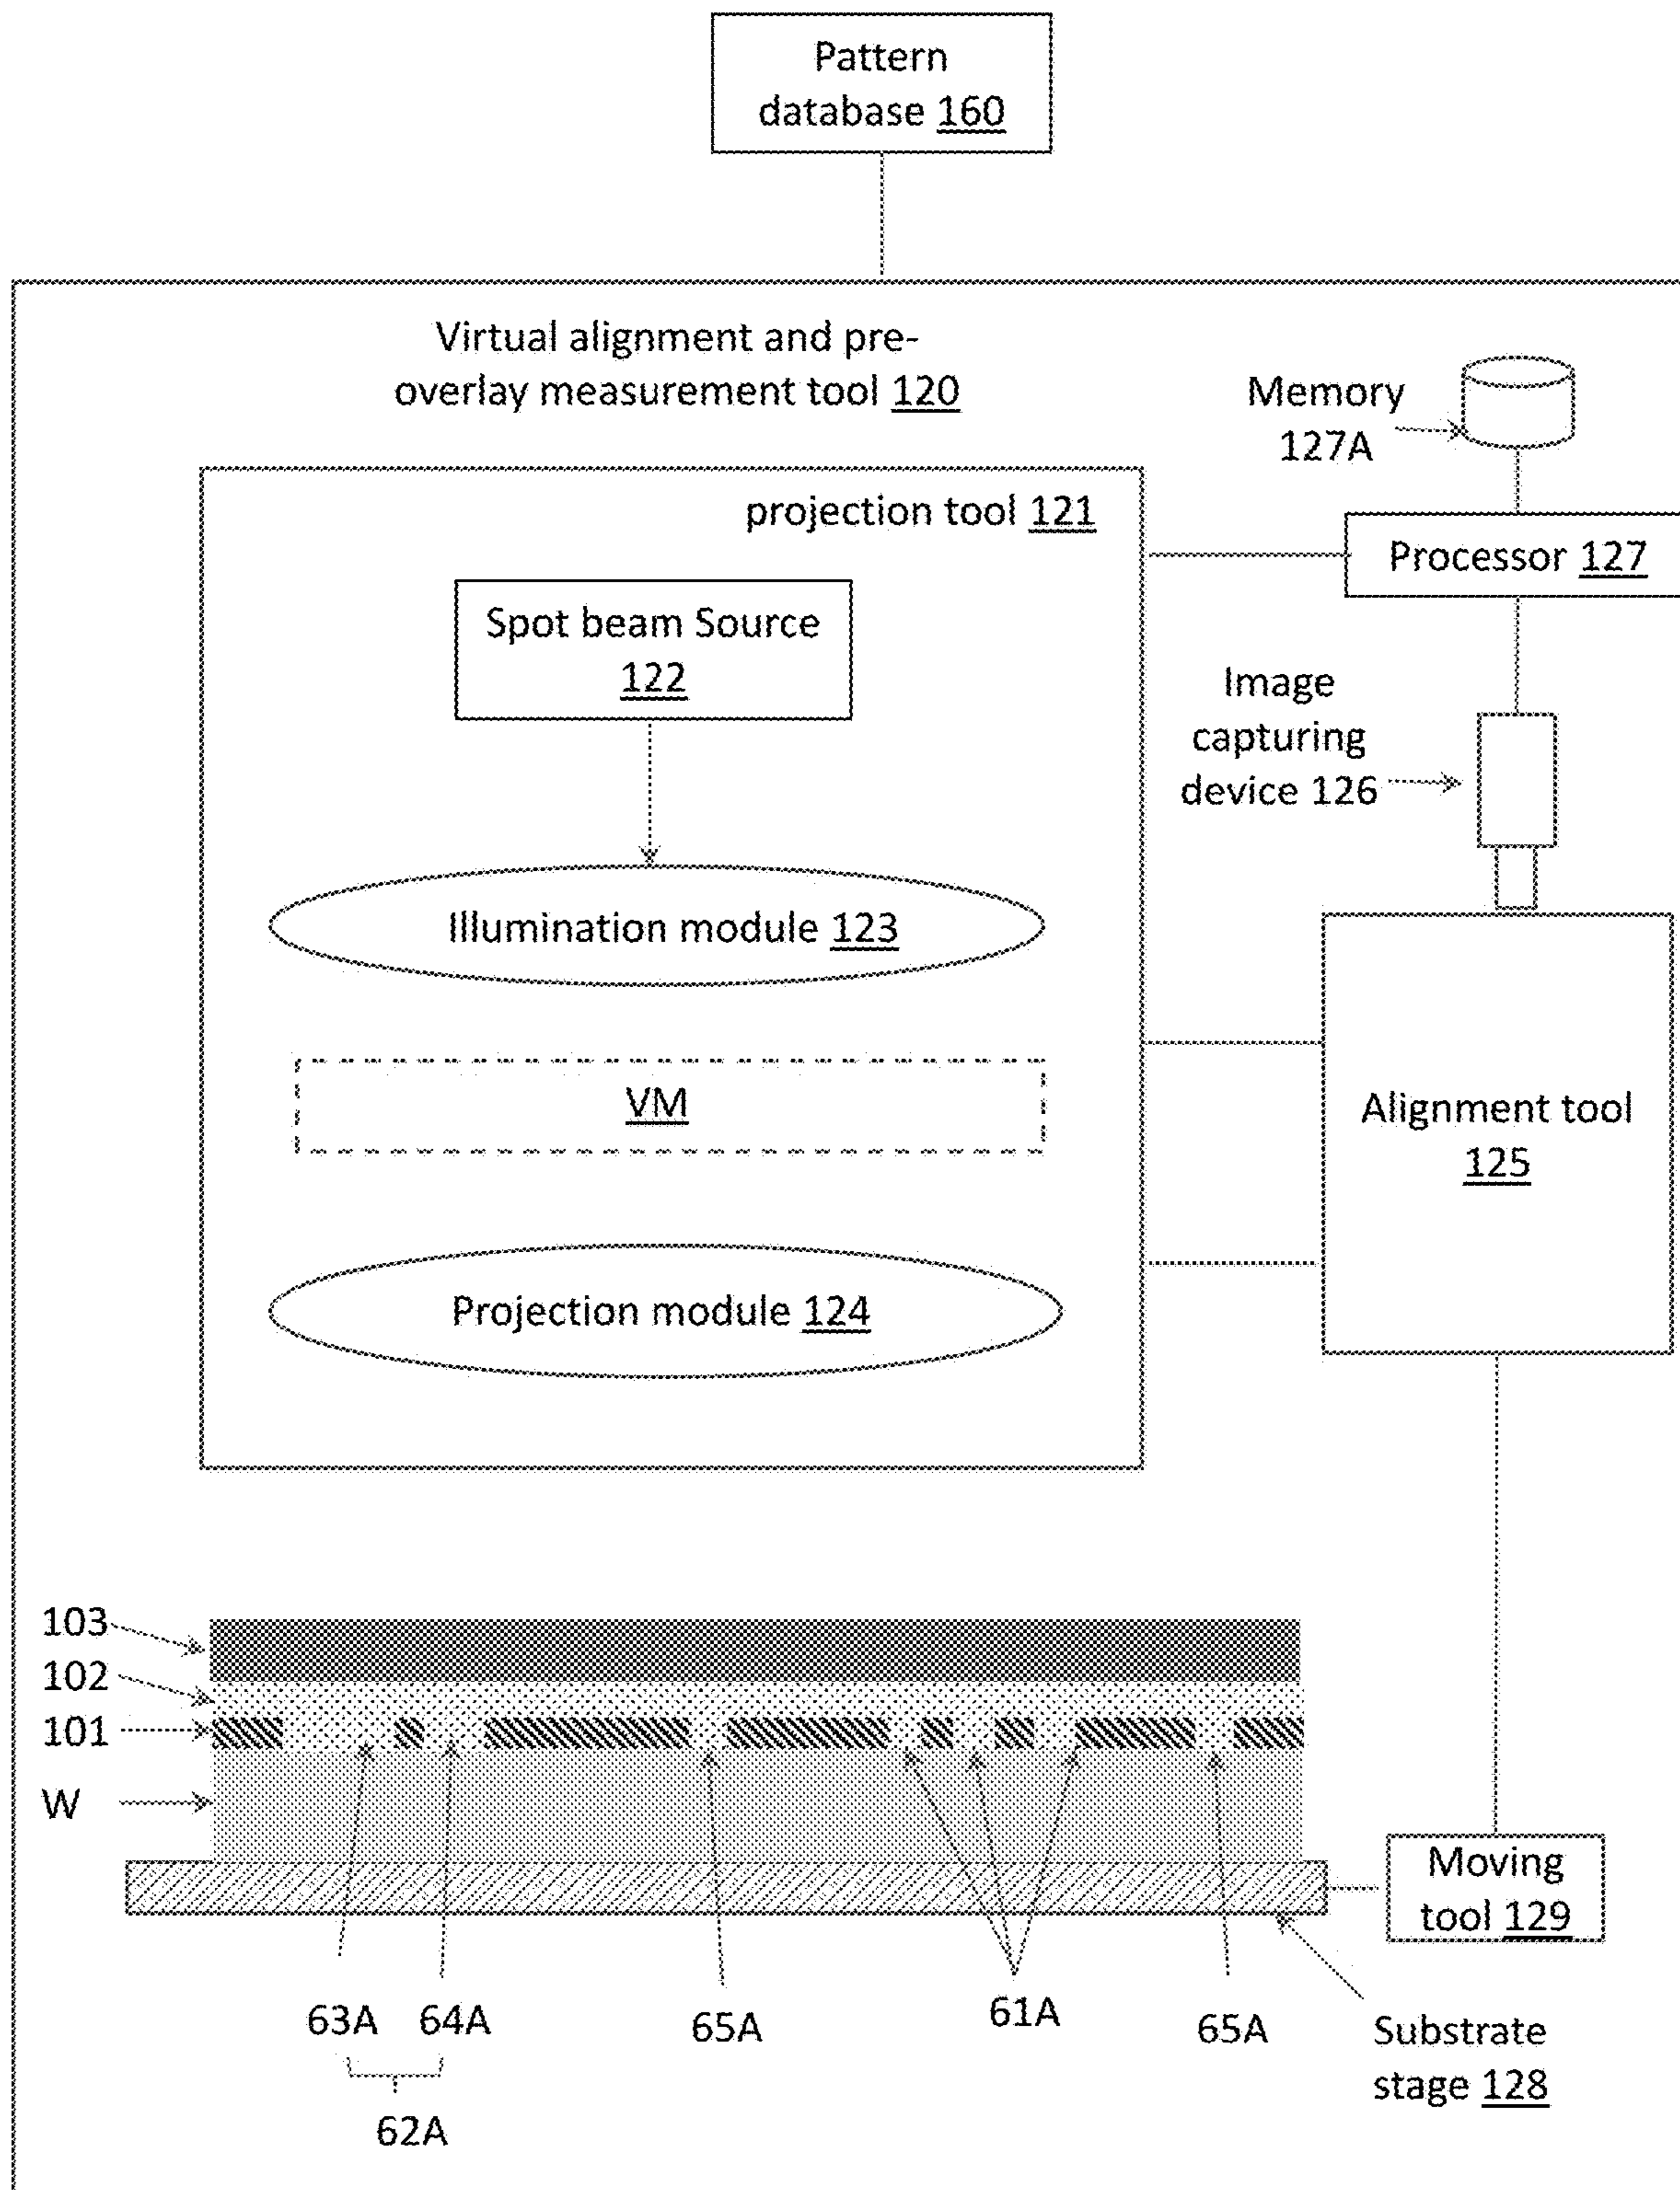 Pattern
database 160
Virtual alignment and pre-
overlay measurement tool 120
Memory
127A
projection tool 121
Processor 127
Spot beam Source
122
Image
capturing
device 126
Illumination module 123
VM
Alignment tool
125
Projection module 124
103
102
101
W
Moving
tool 129
63A
64A
65A
61A
65A
Substrate
stage 128
62A